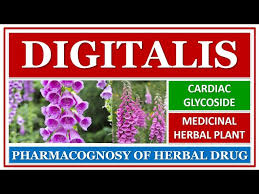 DIGITALIS
CARDIAC
GLYCOSIDE
MEDICINAL
HERBAL PLANT
PHARMACOGNOSY OF HERBAL DRUG